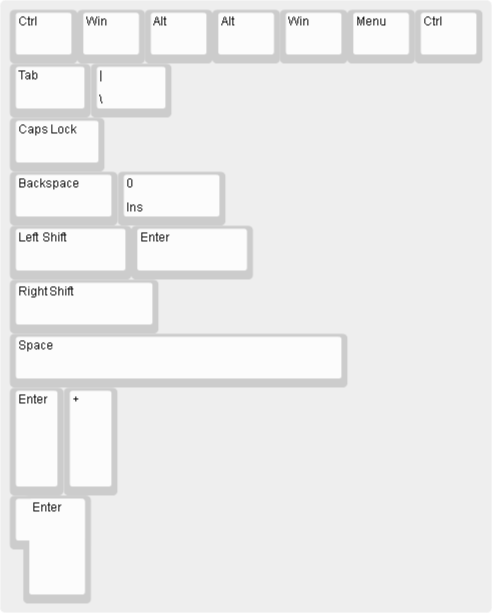 Ctrl Win Alt Alt Win Menu Ctrl
Tab |
\
Caps Lock
Backspace 0
Ins
Left Shift Enter
Right Shift
Space
Enter +
Enter